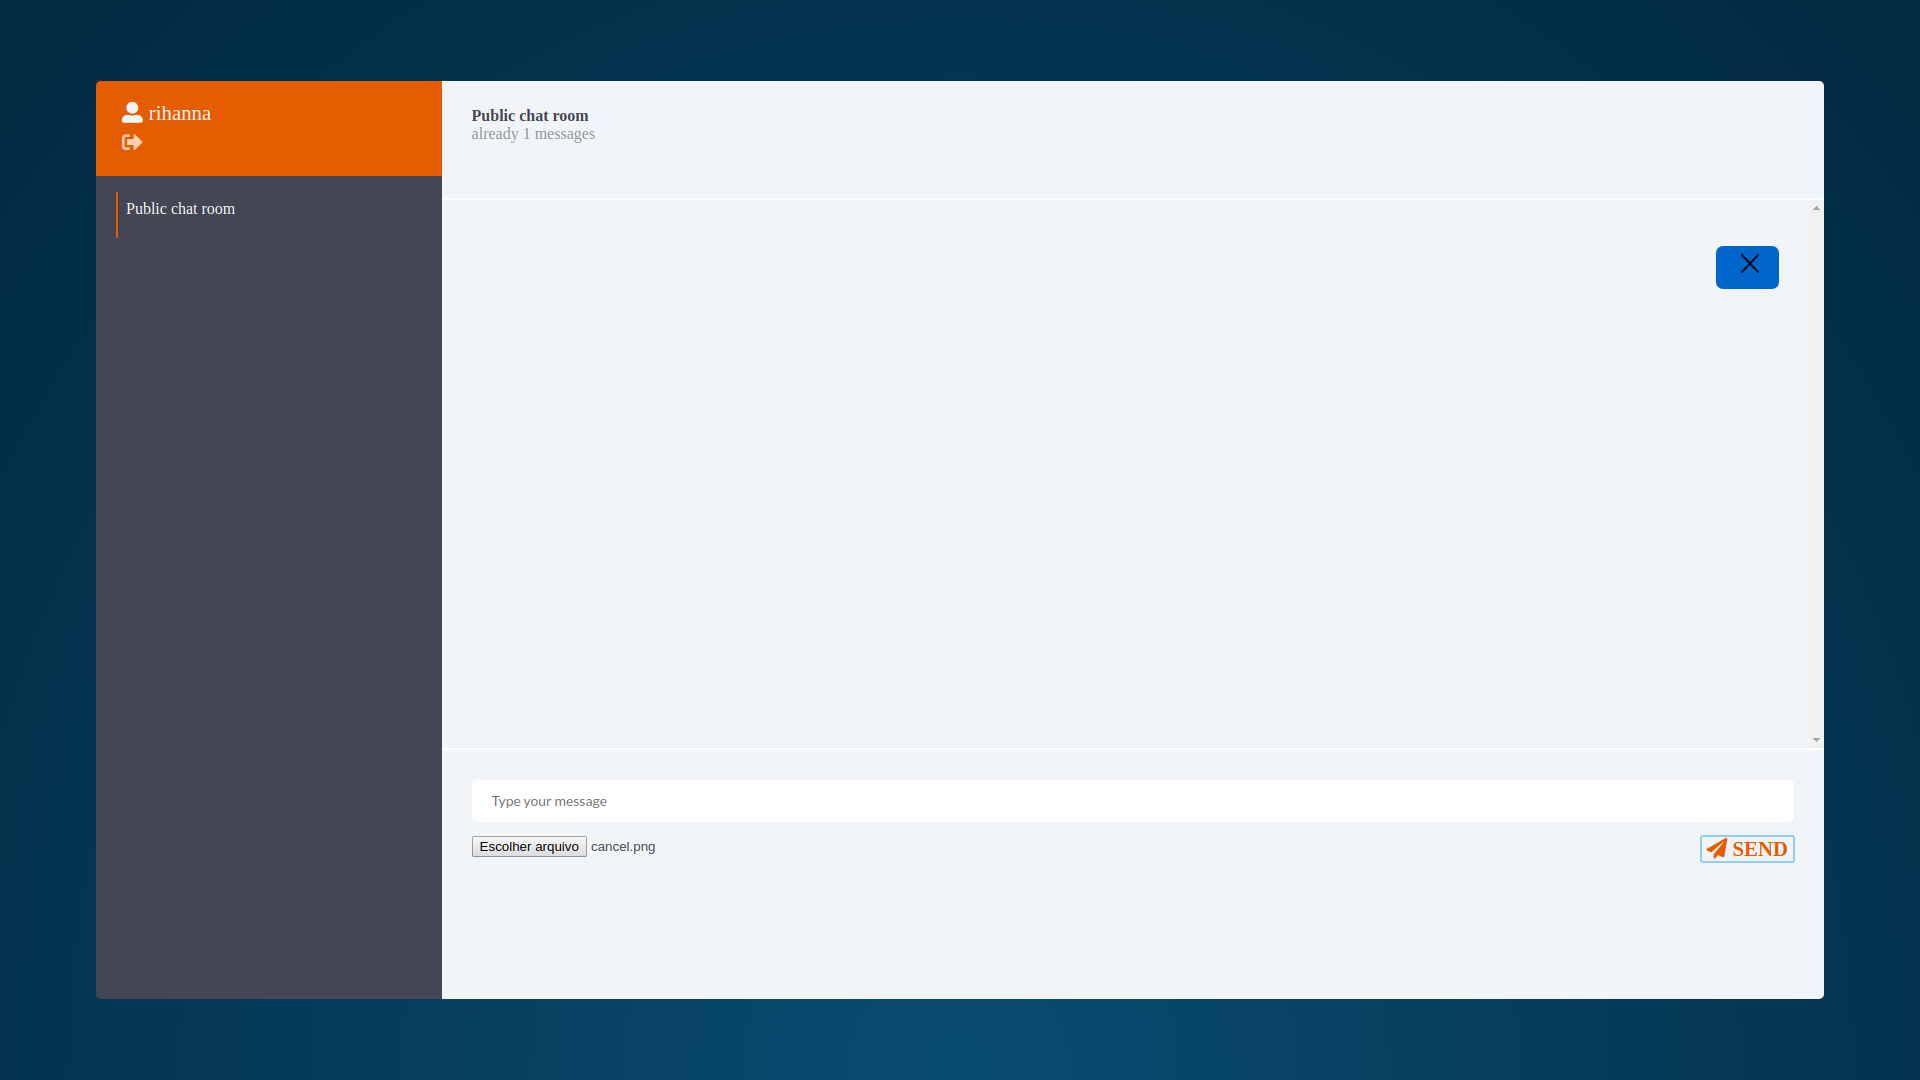 rihanna
Public chat room
Public chat room
already 1 messages
Type your message
Escolher arquivo cancel.png
SEND